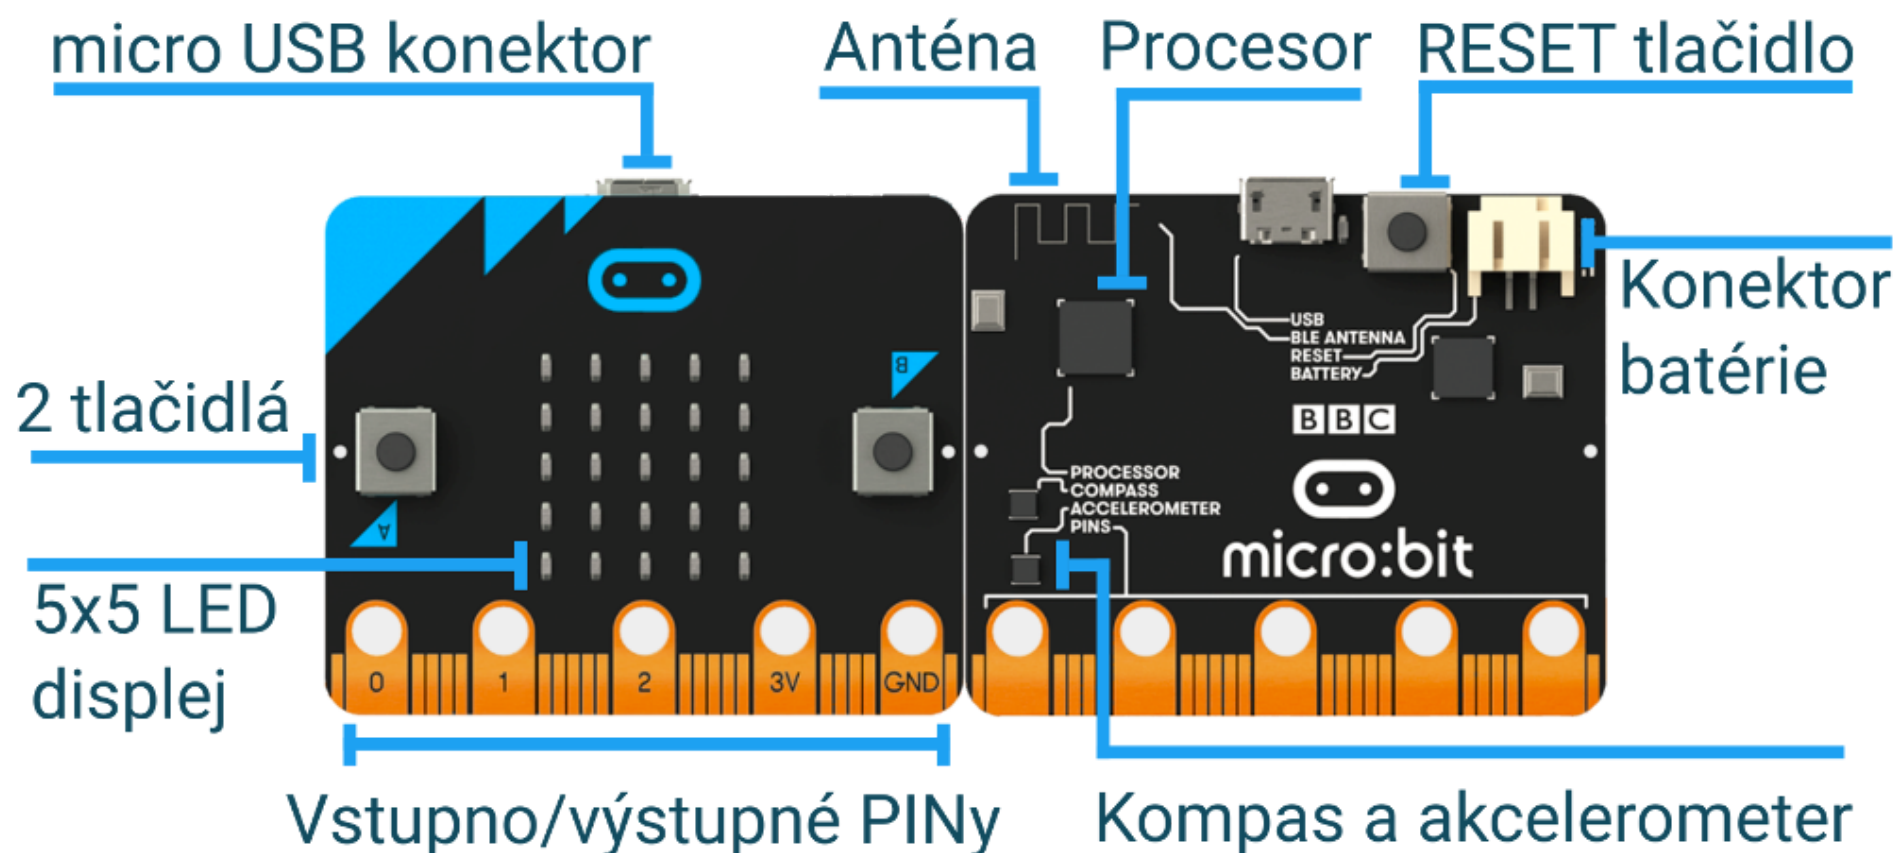 micro USB konektor
Anténa
Procesor
RESET tlačidlo
Konektor
batérie
2 tlačidlá
5x5 LED
displej
B
A
0
1
2
3V
GND
USB
BLE ANTENNA
RESET
BATTERY
BBC
PROCESSOR
COMPASS
ACCELEROMETER
PINS
micro:bit
Vstupno/výstupné PINy
Kompas a akcelerometer